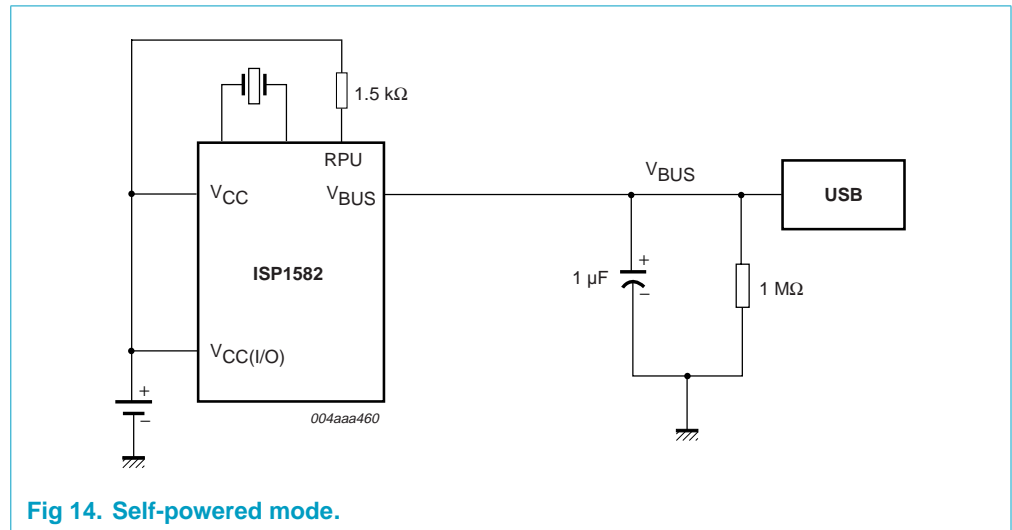 1.5 kΩ
RPU
VCC
VBUS
VBUS
USB
ISP1582
+
−
1 µF
1 MΩ
VCC(I/O)
+
−
004aaa460
Fig 14. Self-powered mode.